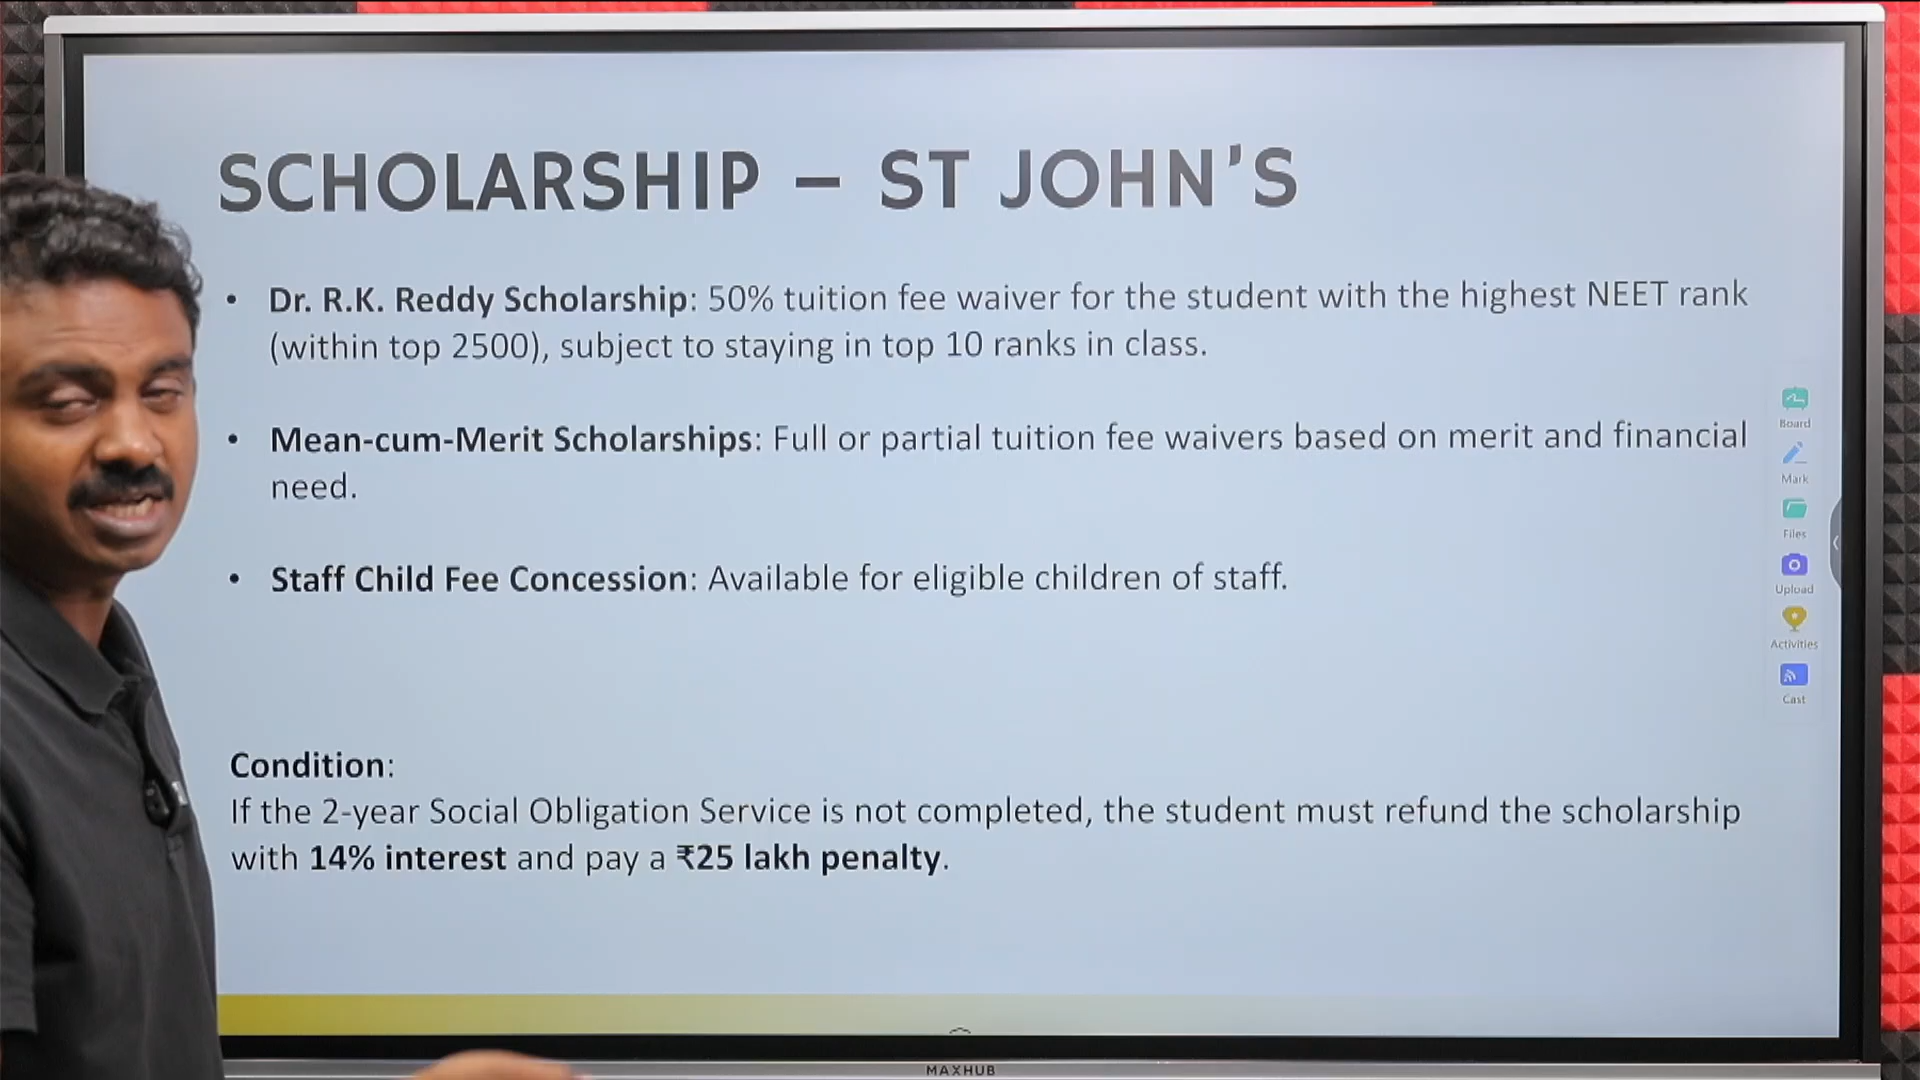 SCHOLARSHIP – ST JOHN'S
• Dr. R.K. Reddy Scholarship: 50% tuition fee waiver for the student with the highest NEET rank
(within top 2500), subject to staying in top 10 ranks in class.
• Mean-cum-Merit Scholarships: Full or partial tuition fee waivers based on merit and financial
need.
• Staff Child Fee Concession: Available for eligible children of staff.
Condition:
If the 2-year Social Obligation Service is not completed, the student must refund the scholarship
with 14% interest and pay a ₹25 lakh penalty.
Board
Mark
Files
Upload
Activities
Cast
MAXHUB